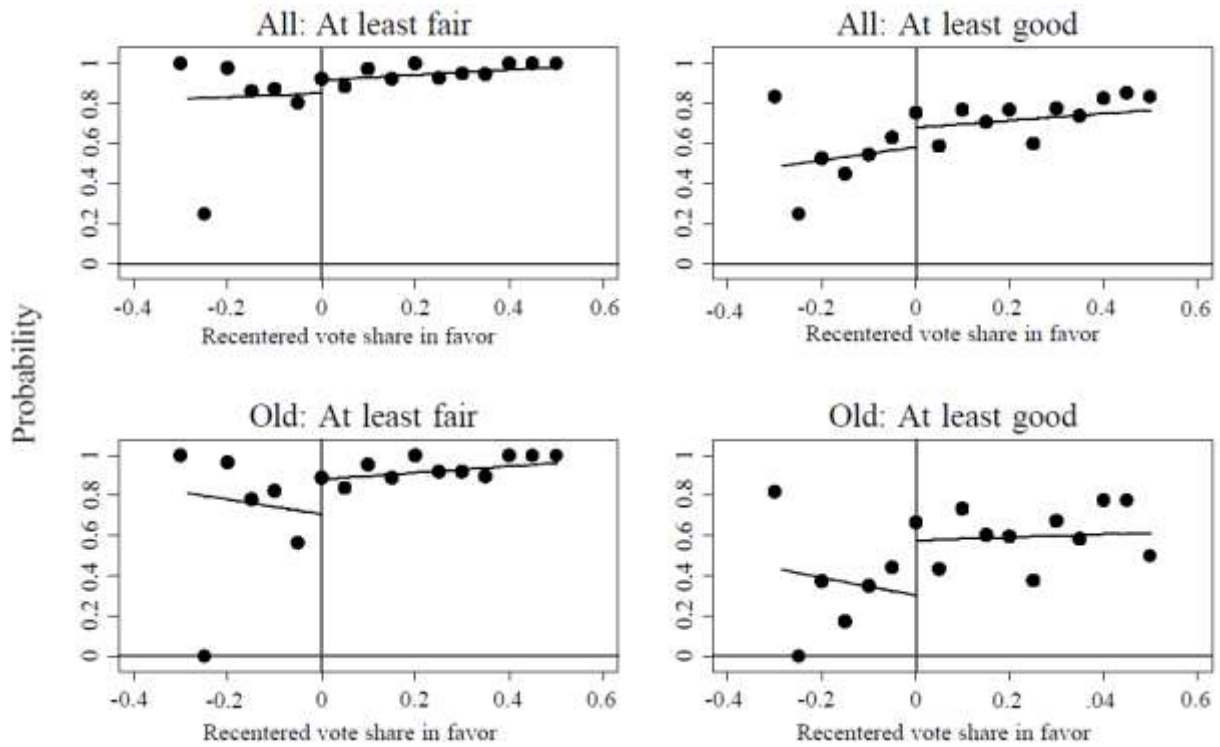 All: At least fair
All: At least good
0 0.2 0.4 0.6 0.8 1
0 0.2 0.4 0.6 0.8 1
-0.4 -0.2 0 0.2 0.4 0.6
-0.4 -0.2 0 0.2 0.4 0.6
Recentered vote share in favor
Recentered vote share in favor
Probability
Old: At least fair
Old: At least good
0 0.2 0.4 0.6 0.8 1
0 0.2 0.4 0.6 0.8 1
-0.4 -0.2 0 0.2 0.4 0.6
-0.4 -0.2 0 0.2 .04 0.6
Recentered vote share in favor
Recentered vote share in favor